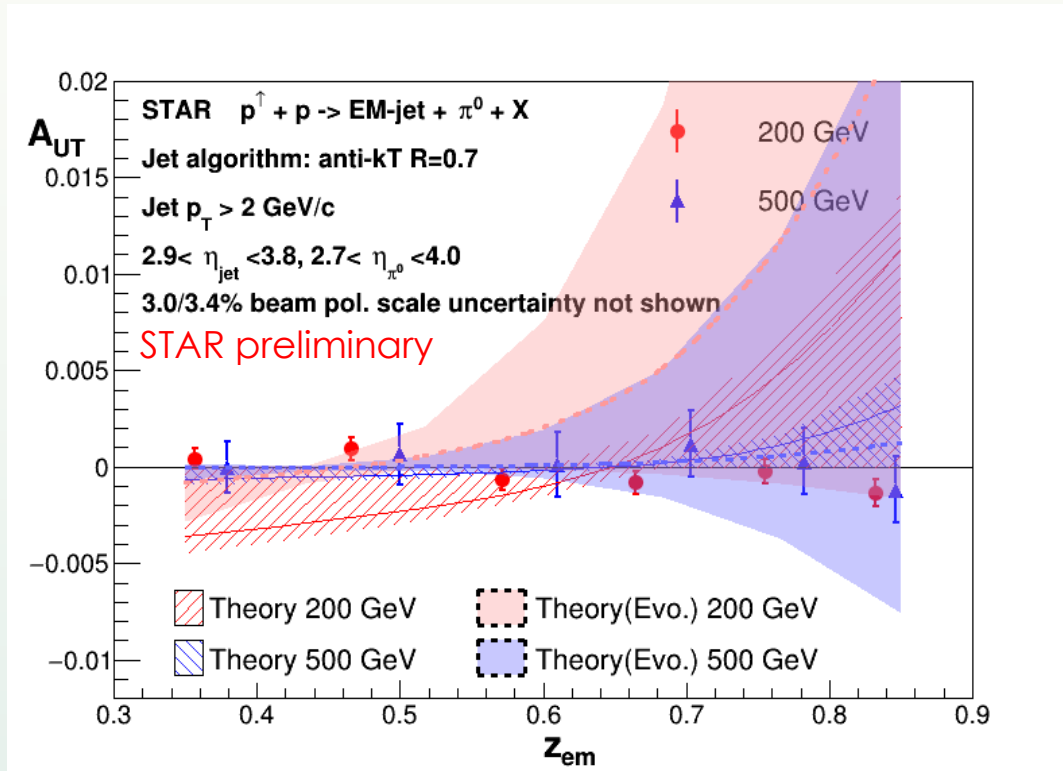 0.02
STAR p↑ + p -> EM-jet + π⁰ + X
A_UT
200 GeV
0.015
Jet algorithm: anti-kT R=0.7
Jet p_T > 2 GeV/c
500 GeV
0.01
2.9< η_jet <3.8, 2.7< η_π⁰ <4.0
3.0/3.4% beam pol. scale uncertainty not shown
0.005
STAR preliminary
0
−0.005
Theory 200 GeV
Theory(Evo.) 200 GeV
−0.01
Theory 500 GeV
Theory(Evo.) 500 GeV
0.3 0.4 0.5 0.6 0.7 0.8 0.9
z_em